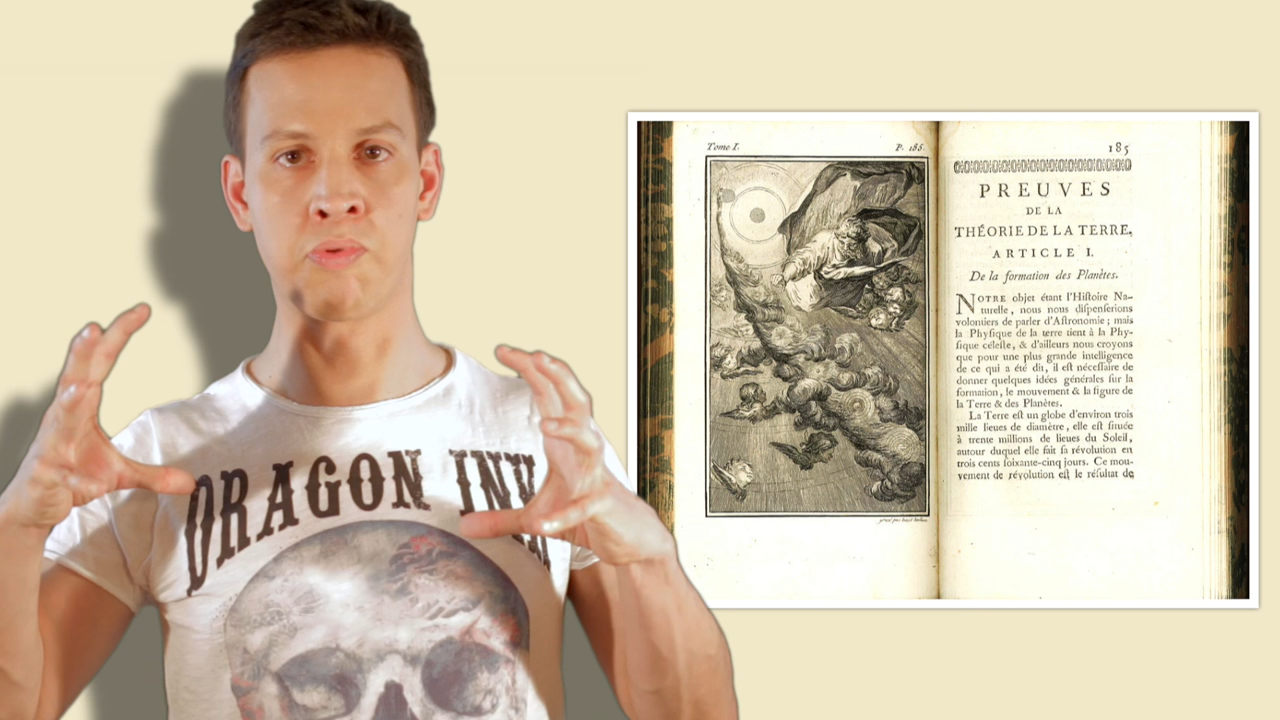 DRAGON INK
Tome I. P. 185.
185
PREUVES
DE LA
THÉORIE DE LA TERRE.
ARTICLE I.
De la formation des Planètes.
NOTRE objet étant l'Hiſtoire Na-
turelle, nous nous diſpenſerions
volontiers de parler d'Aſtronomie; mais
la Phyſique de la terre tient à la Phy-
ſique céleſte, & d'ailleurs nous croyons
que pour une plus grande intelligence
de ce qui a été dit, il eſt néceſſaire de
donner quelques idées générales ſur la
formation, le mouvement & la figure de
la Terre & des Planètes.
La Terre eſt un globe d'environ trois
mille lieues de diamètre, elle eſt ſituée
à trente millions de lieues du Soleil,
autour duquel elle fait ſa révolution en
trois cents ſoixante-cinq jours. Ce mou-
vement de révolution eſt le réſultat de